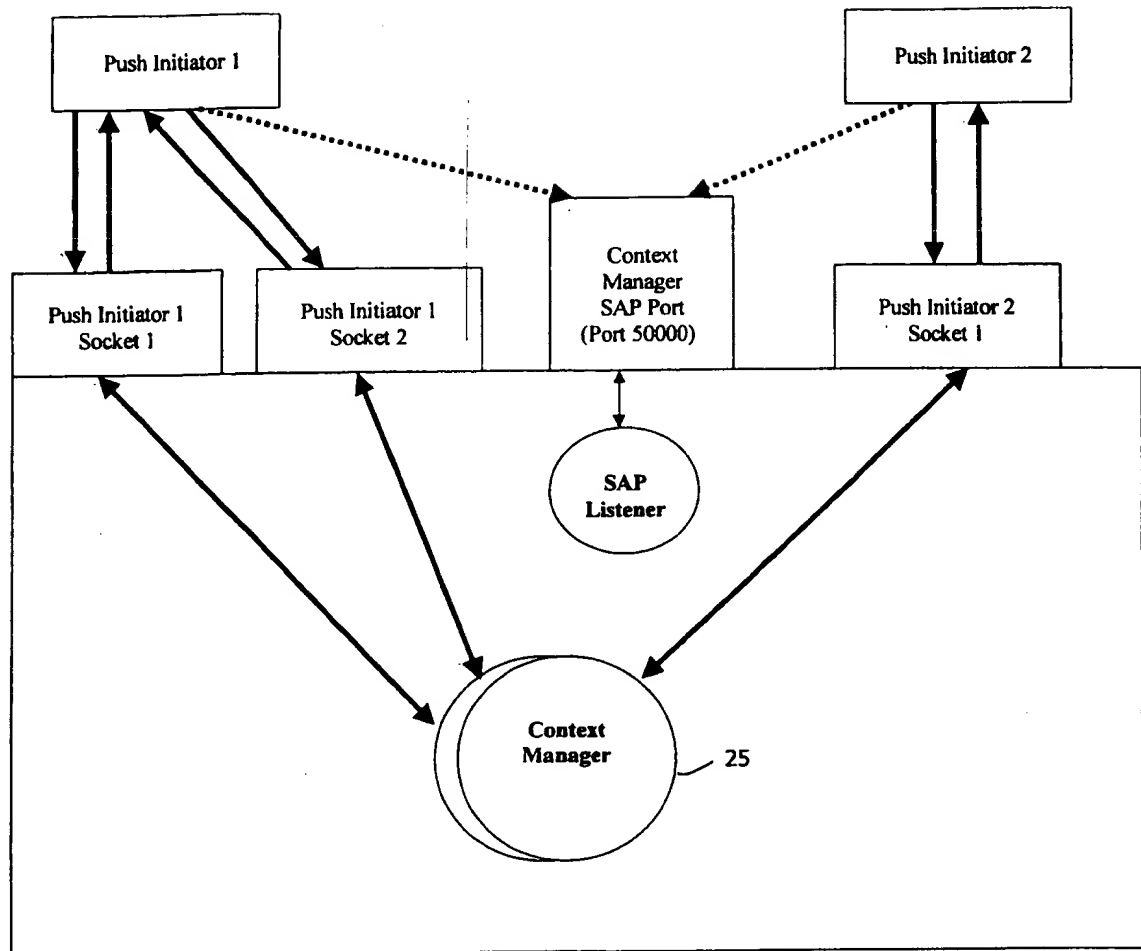 Push Initiator 1
Push Initiator 2
Push Initiator 1
Socket 1
Push Initiator 1
Socket 2
Context
Manager
SAP Port
(Port 50000)
Push Initiator 2
Socket 1
SAP
Listener
Context
Manager
25